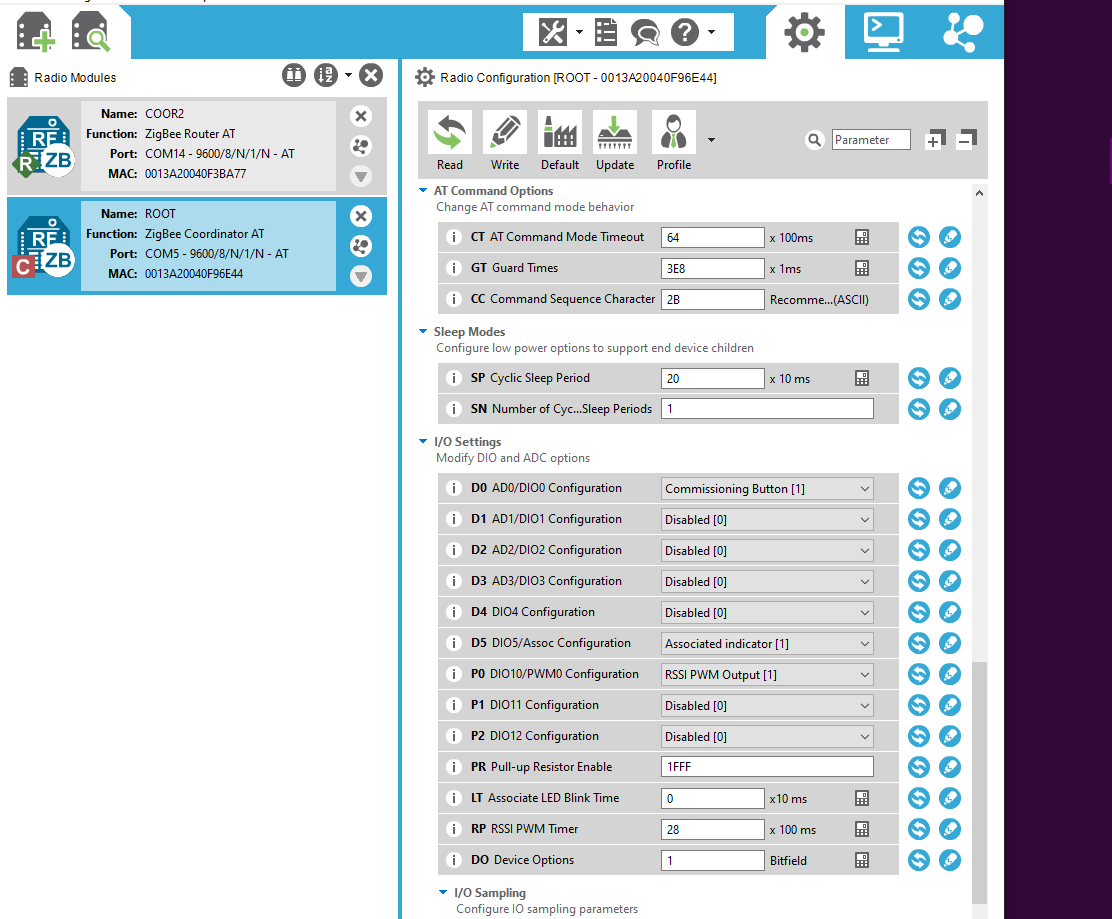 Radio Modules
Name: COOR2
Function: ZigBee Router AT
Port: COM14 - 9600/8/N/1/N - AT
MAC: 0013A20040F3BA77
RF
R ZB
Name: ROOT
Function: ZigBee Coordinator AT
Port: COM5 - 9600/8/N/1/N - AT
MAC: 0013A20040F96E44
RF
C ZB
Radio Configuration [ROOT - 0013A20040F96E44]
Read Write Default Update Profile Parameter
AT Command Options
Change AT command mode behavior
i CT AT Command Mode Timeout 64 x 100ms
i GT Guard Times 3E8 x 1ms
i CC Command Sequence Character 2B Recomme...(ASCII)
Sleep Modes
Configure low power options to support end device children
i SP Cyclic Sleep Period 20 x 10 ms
i SN Number of Cyc...Sleep Periods 1
I/O Settings
Modify DIO and ADC options
i D0 AD0/DIO0 Configuration Commissioning Button [1]
i D1 AD1/DIO1 Configuration Disabled [0]
i D2 AD2/DIO2 Configuration Disabled [0]
i D3 AD3/DIO3 Configuration Disabled [0]
i D4 DIO4 Configuration Disabled [0]
i D5 DIO5/Assoc Configuration Associated indicator [1]
i P0 DIO10/PWM0 Configuration RSSI PWM Output [1]
i P1 DIO11 Configuration Disabled [0]
i P2 DIO12 Configuration Disabled [0]
i PR Pull-up Resistor Enable 1FFF
i LT Associate LED Blink Time 0 x10 ms
i RP RSSI PWM Timer 28 x 100 ms
i DO Device Options 1 Bitfield
I/O Sampling
Configure IO sampling parameters